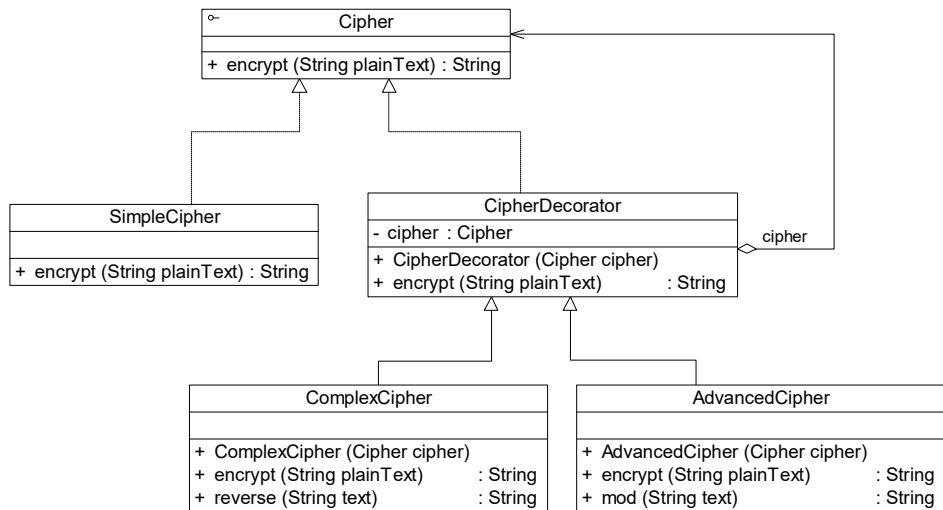 Cipher
+ encrypt (String plainText) : String
cipher
SimpleCipher
+ encrypt (String plainText) : String
CipherDecorator
- cipher : Cipher
+ CipherDecorator (Cipher cipher)
+ encrypt (String plainText) : String
ComplexCipher
+ ComplexCipher (Cipher cipher)
+ encrypt (String plainText) : String
+ reverse (String text) : String
AdvancedCipher
+ AdvancedCipher (Cipher cipher)
+ encrypt (String plainText) : String
+ mod (String text) : String